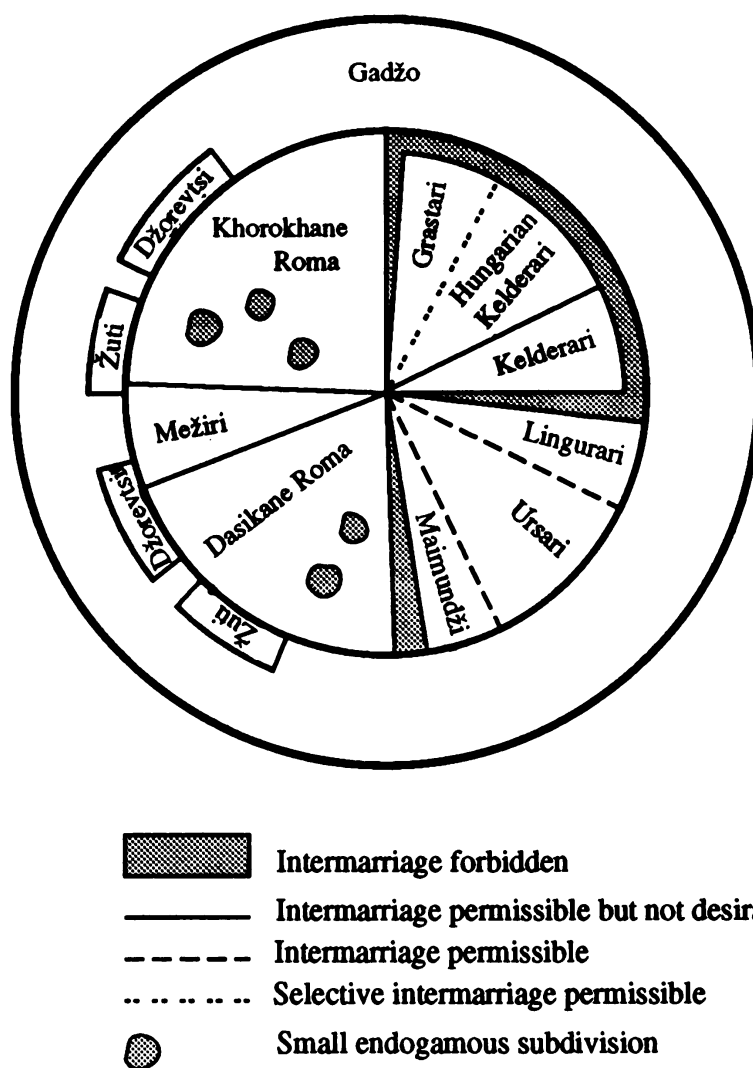 Gadžo
Džorevtsi
Khorokhane
Roma
Grastari
Hungarian
Kelderari
Žuti
Kelderari
Mežiri
Lingurari
Dasikane Roma
Ursari
Džorevtsi
Maimundži
Žuti
Intermarriage forbidden
Intermarriage permissible but not
Intermarriage permissible
Selective intermarriage permissible
Small endogamous subdivision